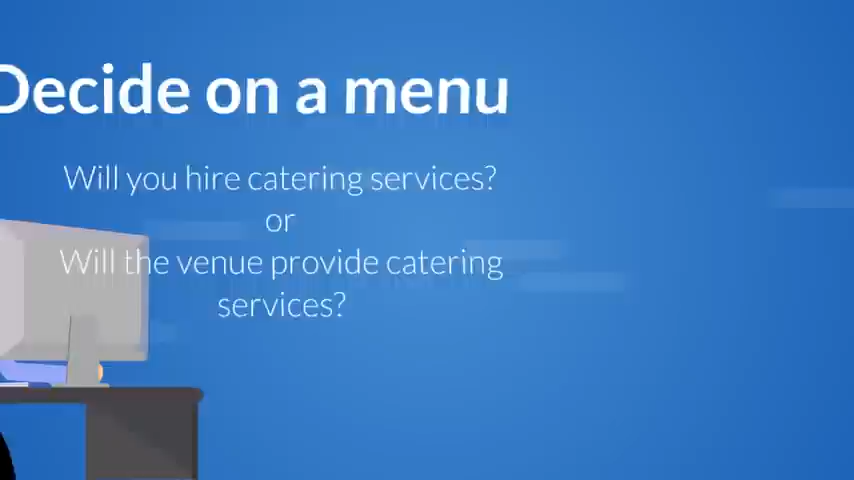 Decide on a menu
Will you hire catering services?
or
Will the venue provide catering
services?